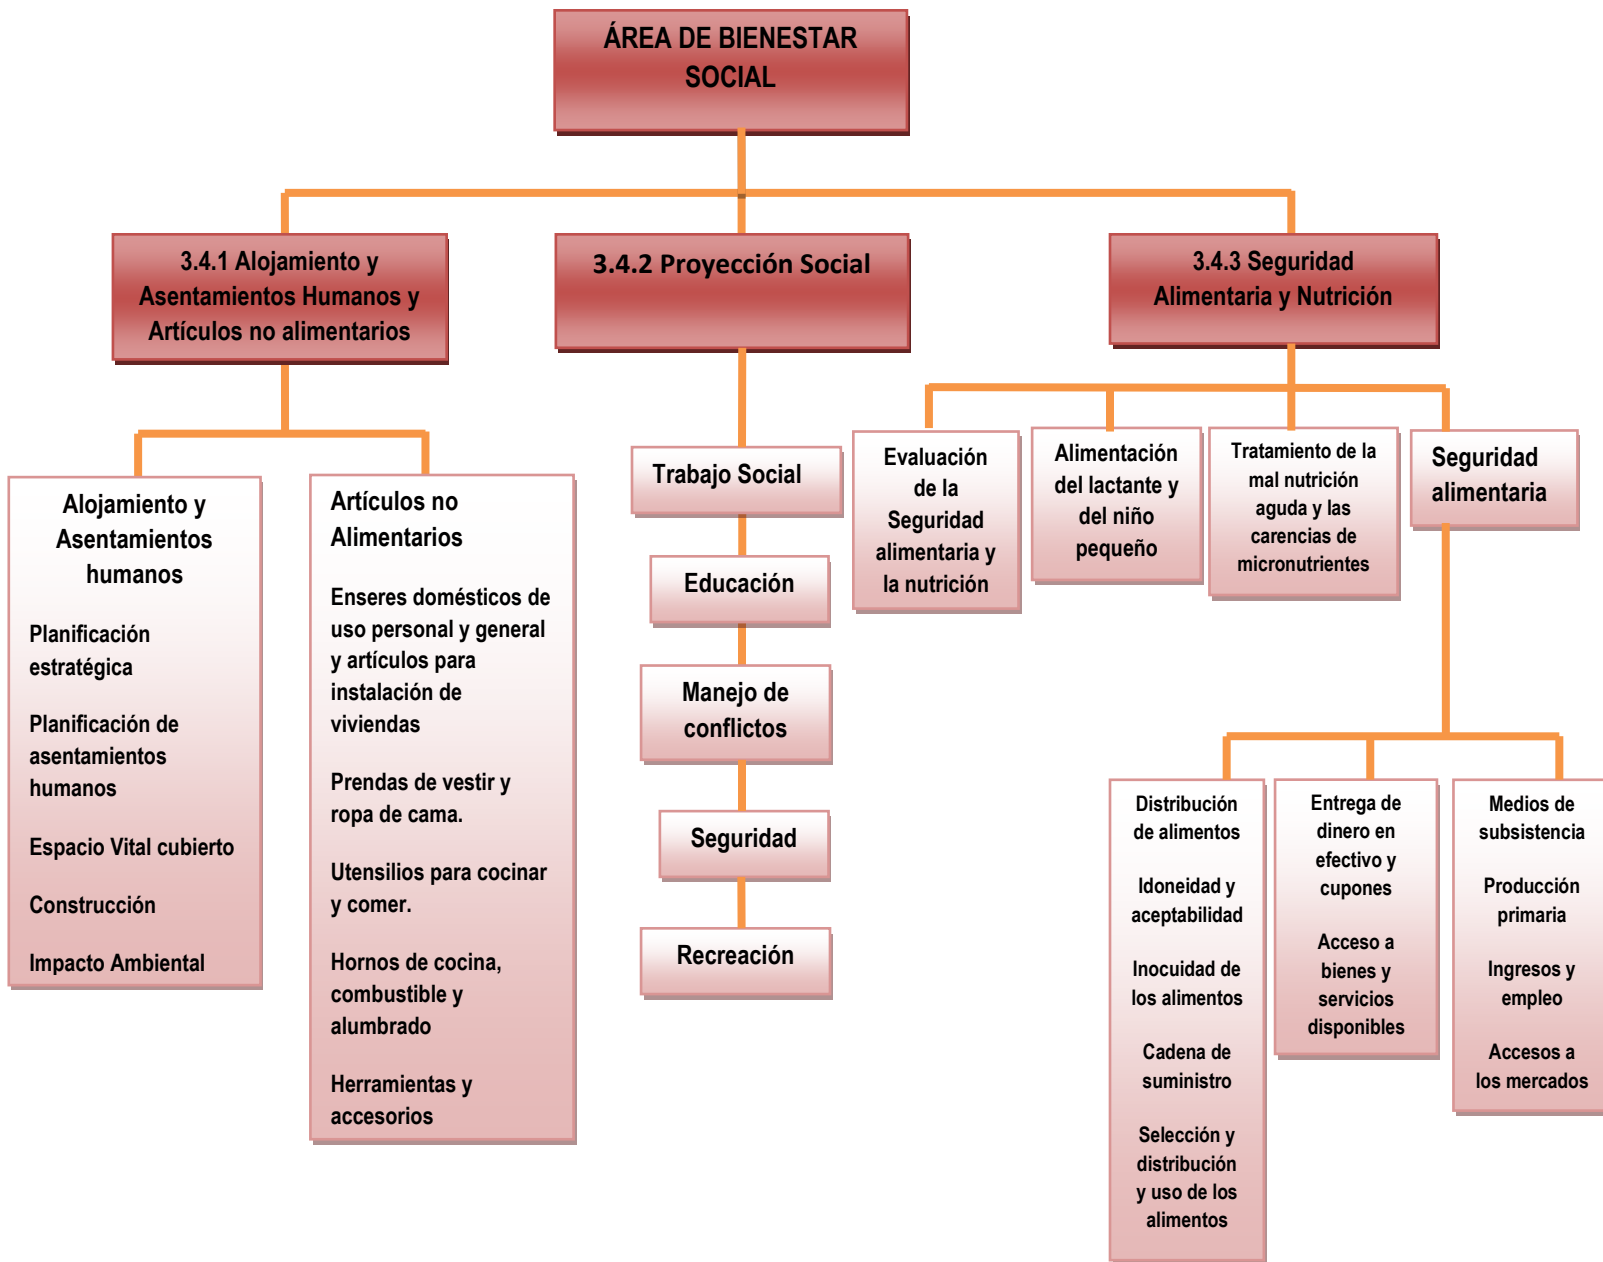 ÁREA DE BIENESTAR
SOCIAL
3.4.1 Alojamiento y
Asentamientos Humanos y
Artículos no alimentarios
3.4.2 Proyección Social
3.4.3 Seguridad
Alimentaria y Nutrición
Alojamiento y
Asentamientos
humanos
Planificación
estratégica
Planificación de
asentamientos
humanos
Espacio Vital cubierto
Construcción
Impacto Ambiental
Artículos no
Alimentarios
Enseres domésticos de
uso personal y general
y artículos para
instalación de
viviendas
Prendas de vestir y
ropa de cama.
Utensilios para cocinar
y comer.
Hornos de cocina,
combustible y
alumbrado
Herramientas y
accesorios
Trabajo Social
Educación
Manejo de
conflictos
Seguridad
Recreación
Evaluación
de la
Seguridad
alimentaria y
la nutrición
Alimentación
del lactante y
del niño
pequeño
Tratamiento de la
mal nutrición
aguda y las
carencias de
micronutrientes
Seguridad
alimentaria
Distribución
de alimentos
Idoneidad y
aceptabilidad
Inocuidad de
los alimentos
Cadena de
suministro
Selección y
distribución
y uso de los
alimentos
Entrega de
dinero en
efectivo y
cupones
Acceso a
bienes y
servicios
disponibles
Medios de
subsistencia
Producción
primaria
Ingresos y
empleo
Accesos a
los mercados